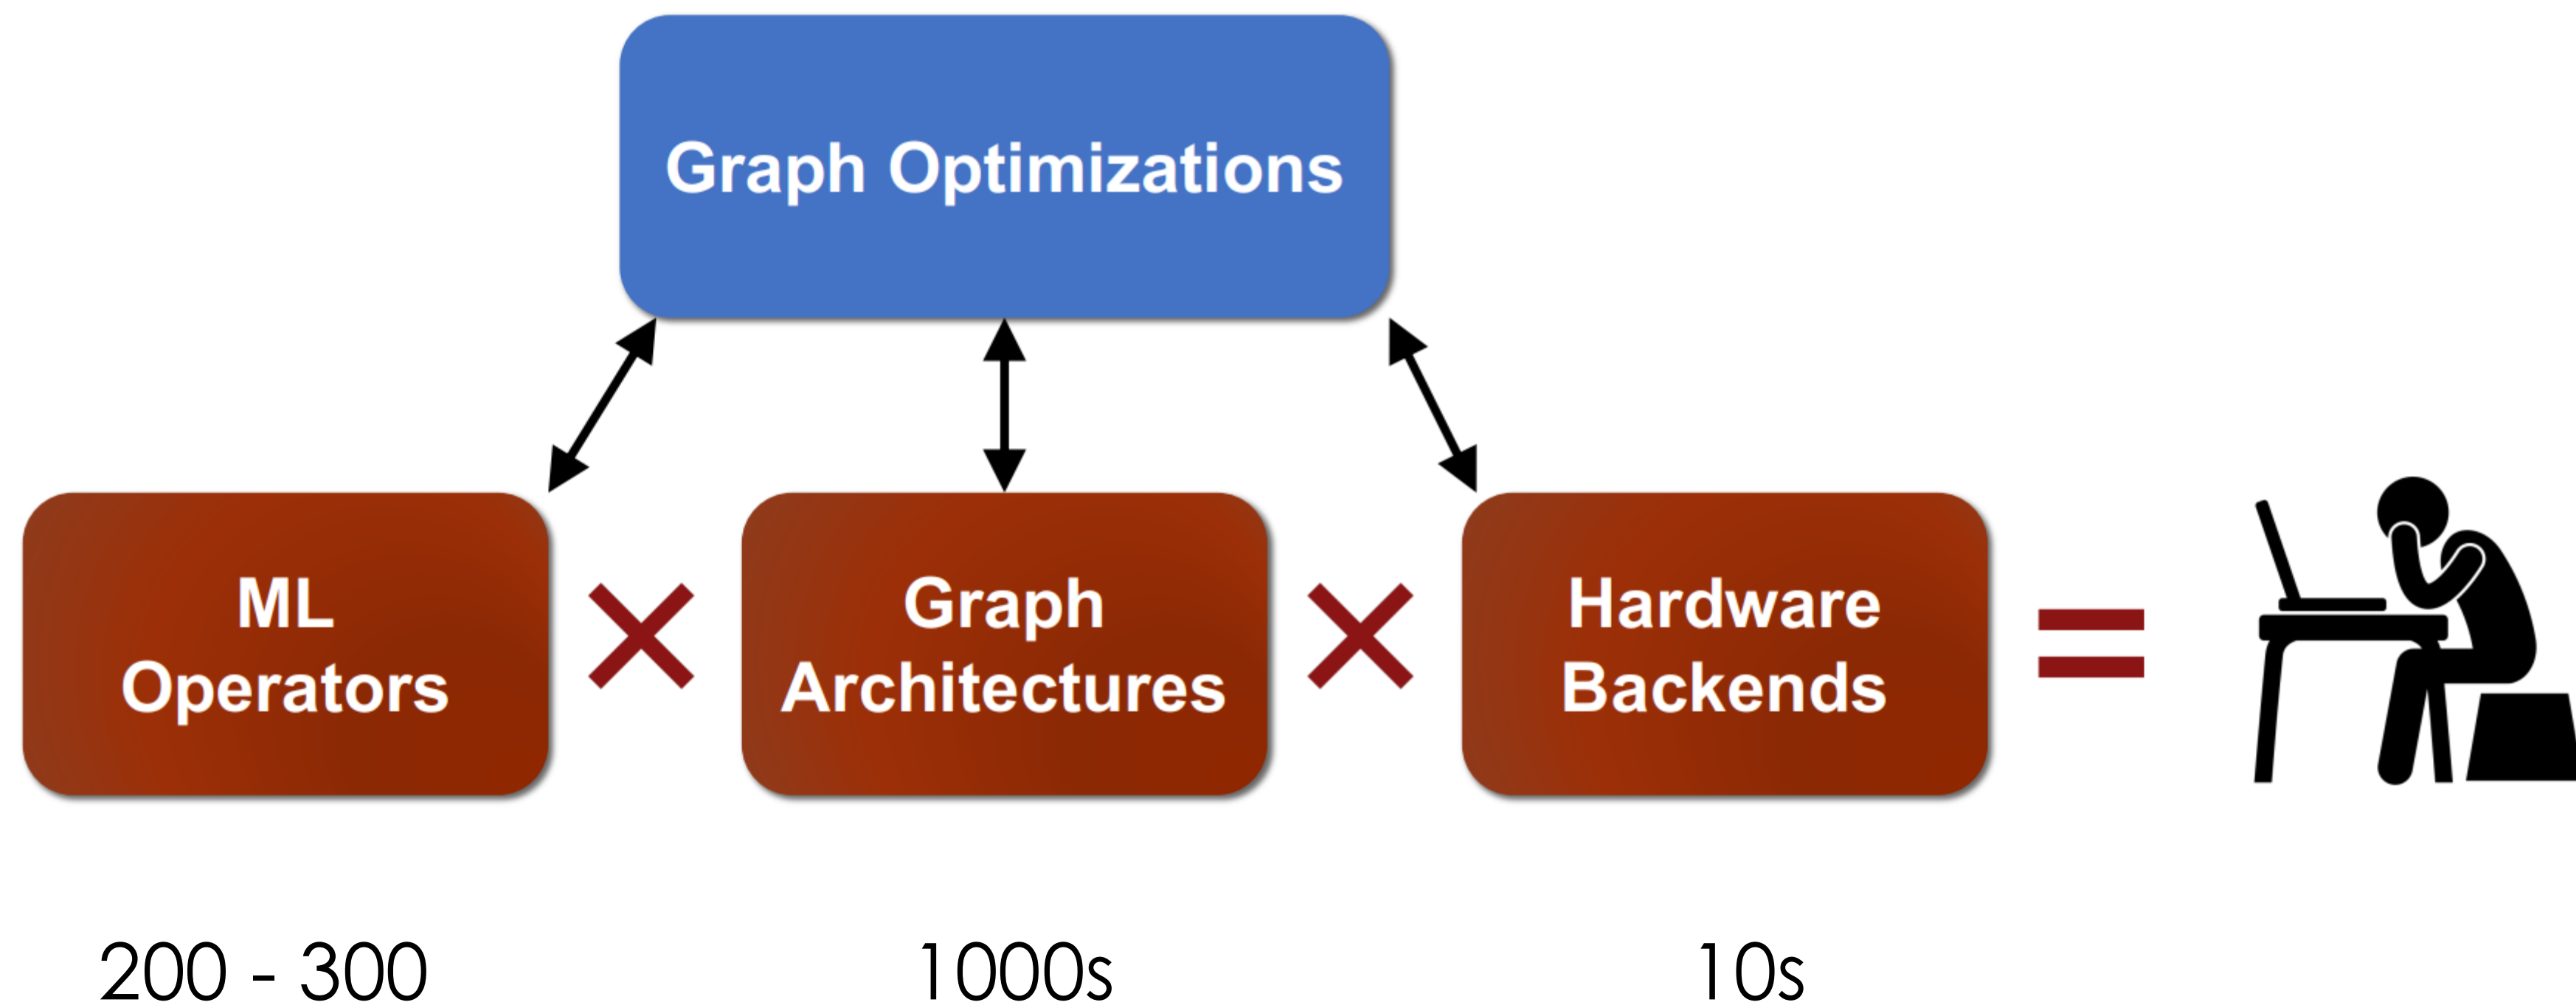 Graph Optimizations
ML
Operators
Graph
Architectures
Hardware
Backends
200 - 300
1000s
10s